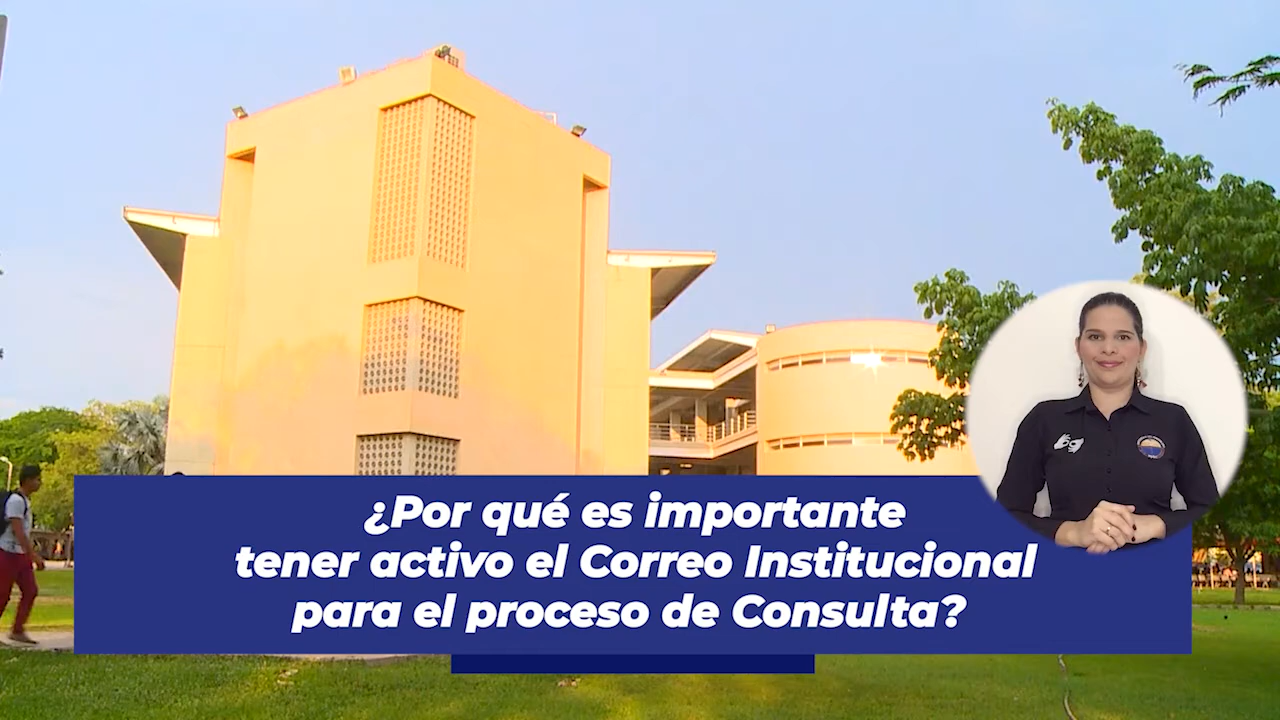 ¿Por qué es importante
tener activo el Correo Institucional
para el proceso de Consulta?